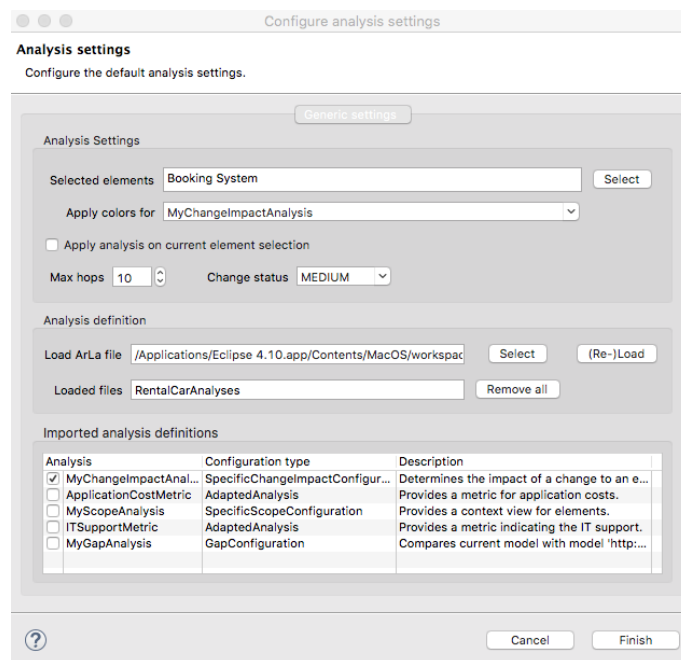 Configure analysis settings
Analysis settings
Configure the default analysis settings.
Generic settings
Analysis Settings
Selected elements Booking System Select
Apply colors for MyChangeImpactAnalysis
Apply analysis on current element selection
Max hops 10 Change status MEDIUM
Analysis definition
Load ArLa file /Applications/Eclipse 4.10.app/Contents/MacOS/workspac Select (Re-)Load
Loaded files RentalCarAnalyses Remove all
Imported analysis definitions
Analysis Configuration type Description
MyChangeImpactAnal... SpecificChangeImpactConfigur... Determines the impact of a change to an e...
ApplicationCostMetric AdaptedAnalysis Provides a metric for application costs.
MyScopeAnalysis SpecificScopeConfiguration Provides a context view for elements.
ITSupportMetric AdaptedAnalysis Provides a metric indicating the IT support.
MyGapAnalysis GapConfiguration Compares current model with model 'http:...
? Cancel Finish